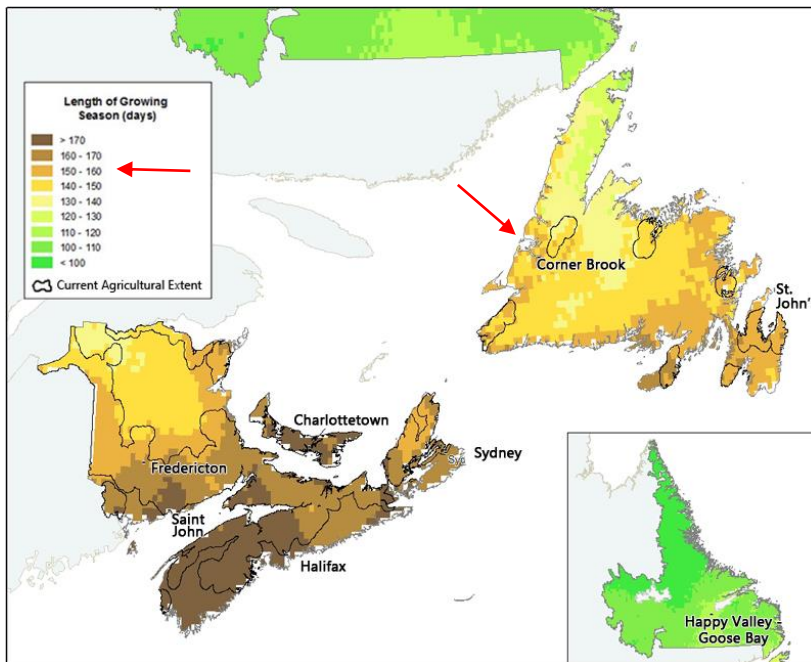 Length of Growing
Season (days)
> 170
160 - 170
150 - 160
140 - 150
130 - 140
120 - 130
110 - 120
100 - 110
< 100
Current Agricultural Extent
Corner Brook
St.
John'
Charlottetown
Fredericton
Sydney
Sy
Saint
John
Halifax
Happy Valley -
Goose Bay